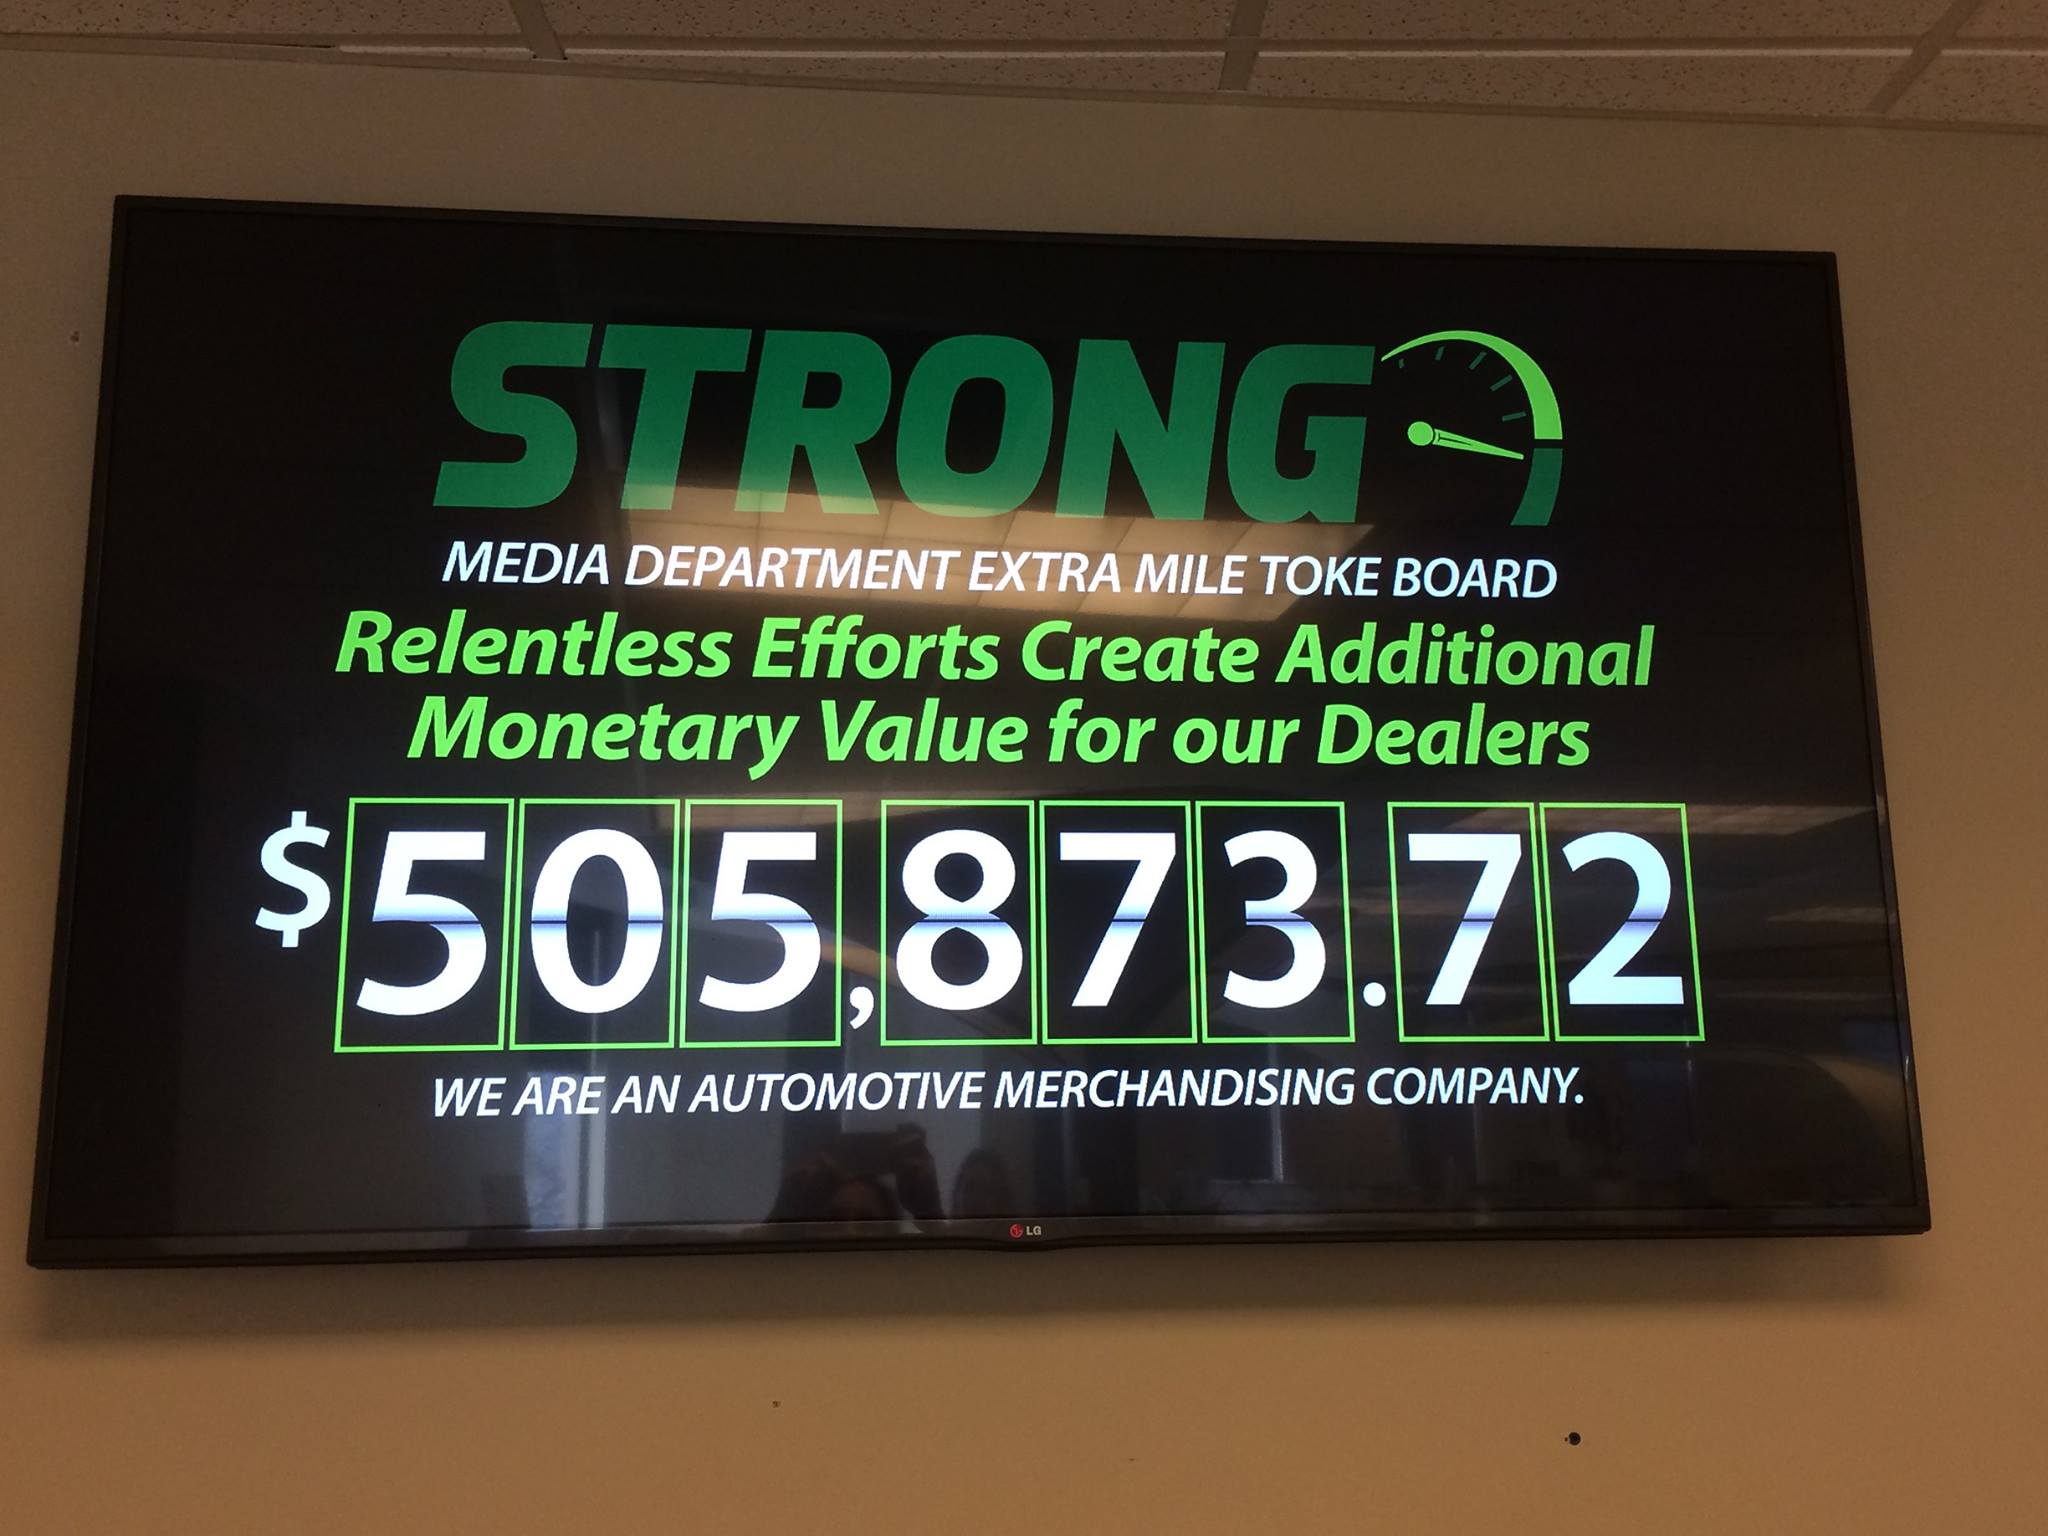 STRONG
MEDIA DEPARTMENT EXTRA MILE TOKE BOARD
Relentless Efforts Create Additional
Monetary Value for our Dealers
$505,873.72
WE ARE AN AUTOMOTIVE MERCHANDISING COMPANY.
LG